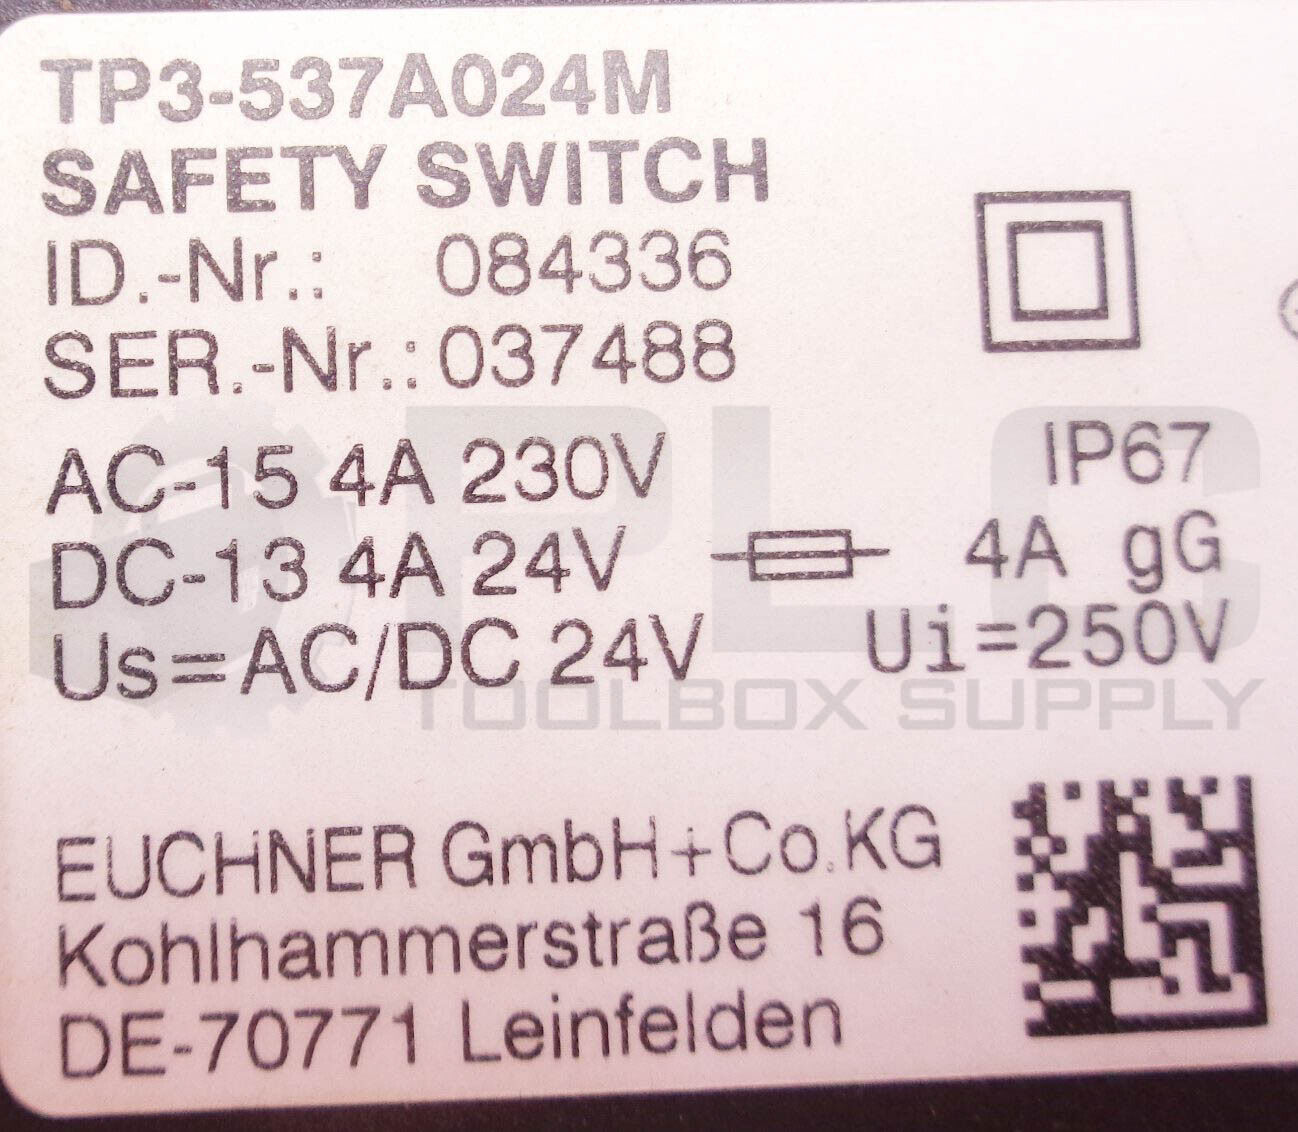 TP3-537A024M
SAFETY SWITCH
ID.-Nr.: 084336
SER.-Nr.: 037488
AC-15 4A 230V IP67
DC-13 4A 24V 4A gG
Us=AC/DC 24V Ui=250V
PLC
TOOLBOX SUPPLY
EUCHNER GmbH+Co.KG
Kohlhammerstraße 16
DE-70771 Leinfelden